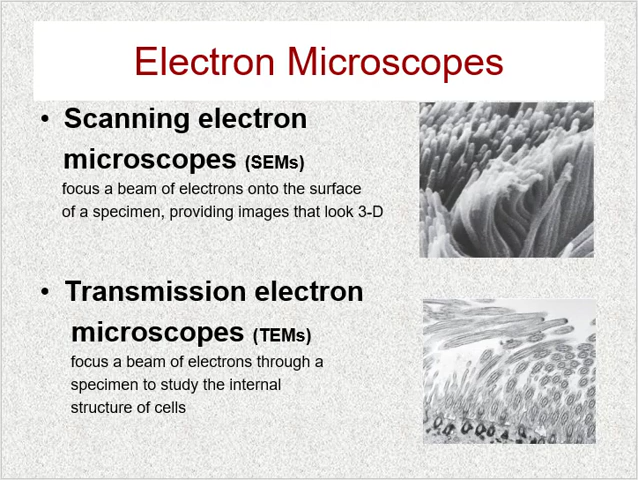 Electron Microscopes
• Scanning electron
microscopes (SEMs)
focus a beam of electrons onto the surface
of a specimen, providing images that look 3-D
• Transmission electron
microscopes (TEMs)
focus a beam of electrons through a
specimen to study the internal
structure of cells